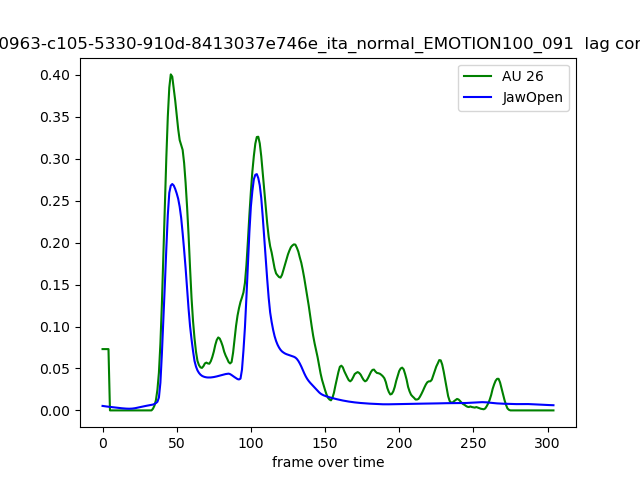 0963-c105-5330-910d-8413037e746e_ita_normal_EMOTION100_091 lag cor
AU 26
JawOpen
0.40
0.35
0.30
0.25
0.20
0.15
0.10
0.05
0.00
0 50 100 150 200 250 300
frame over time